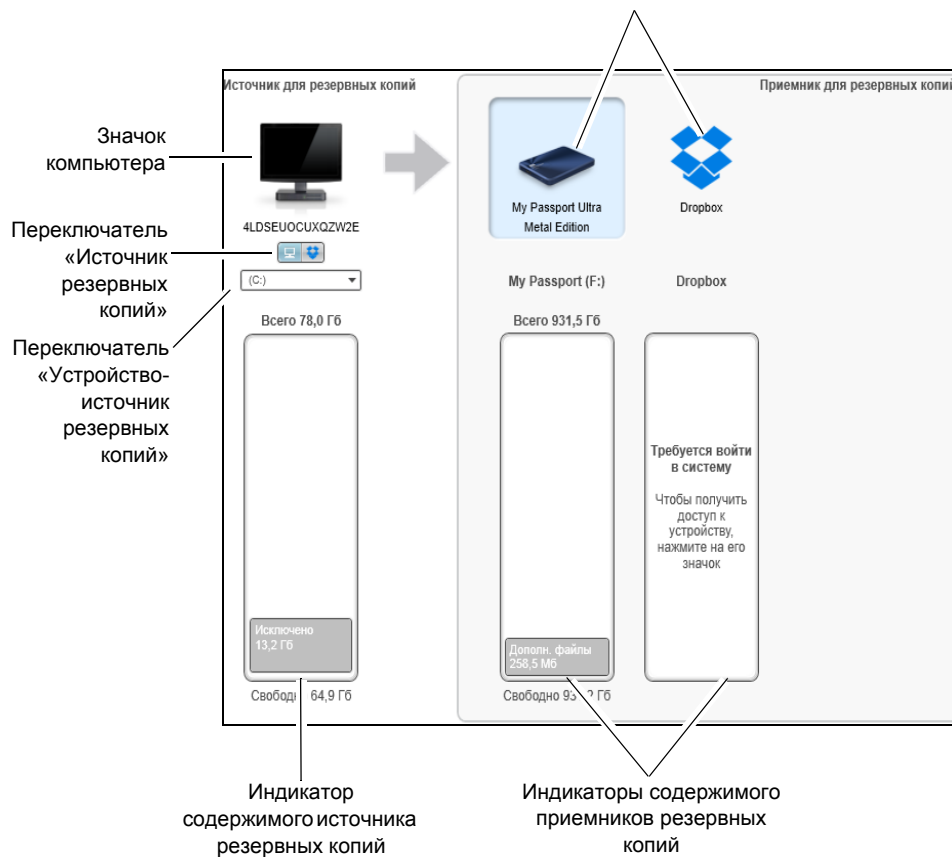 Источник для резервных копий
Приемник для резервных копий
Значок
компьютера
4LDSEUOCUXQZW2E
My Passport Ultra
Metal Edition
Dropbox
Переключатель
«Источник
резервных
копий»
(C:)
My Passport (F:)
Dropbox
Всего 78,0 Гб
Всего 931,5 Гб
Переключатель
«Устройство-
источник
резервных
копий»
Требуется войти
в систему
Чтобы получить
доступ к
устройству,
нажмите на его
значок
Исключено
13,2 Гб
Дополн. файлы
258,5 Мб
64,9 Гб
Гб
Индикатор
содержимого источника
резервных копий
Индикаторы содержимого
приемников резервных
копий